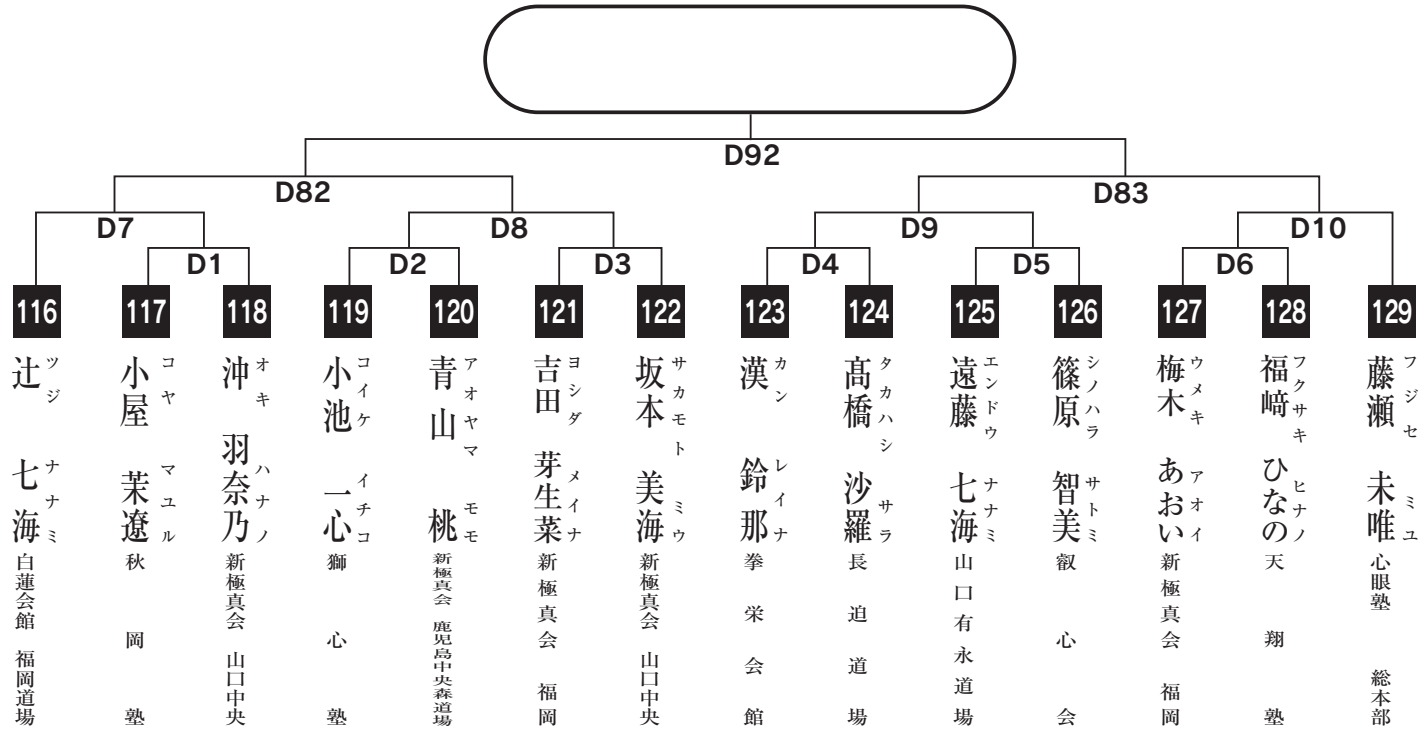 D92
D82
D83
D7
D8
D9
D10
D1
D2
D3
D4
D5
D6
116
117
118
119
120
121
122
123
124
125
126
127
128
129
辻 七海
ツジ ナナミ
白蓮会館 福岡道場
小屋 茉遼
コヤ マユル
秋岡塾
沖 羽奈乃
オキ ハナノ
新極真会 山口中央
小池 一心
コイケ イチコ
獅心塾
青山 桃
アオヤマ モモ
新極真会 鹿児島中央森道場
吉田 芽生菜
ヨシダ メイナ
新極真会 福岡
坂本 美海
サカモト ミウ
新極真会 山口中央
漢 鈴那
カン レイナ
拳栄会館
髙橋 沙羅
タカハシ サラ
長迫道場
遠藤 七海
エンドウ ナナミ
山口有永道場
篠原 智美
シノハラ サトミ
叡心会
梅木 あおい
ウメキ アオイ
新極真会 福岡
福﨑 ひなの
フクサキ ヒナノ
天翔塾
藤瀬 未唯
フジセ ミユ
心眼塾 総本部